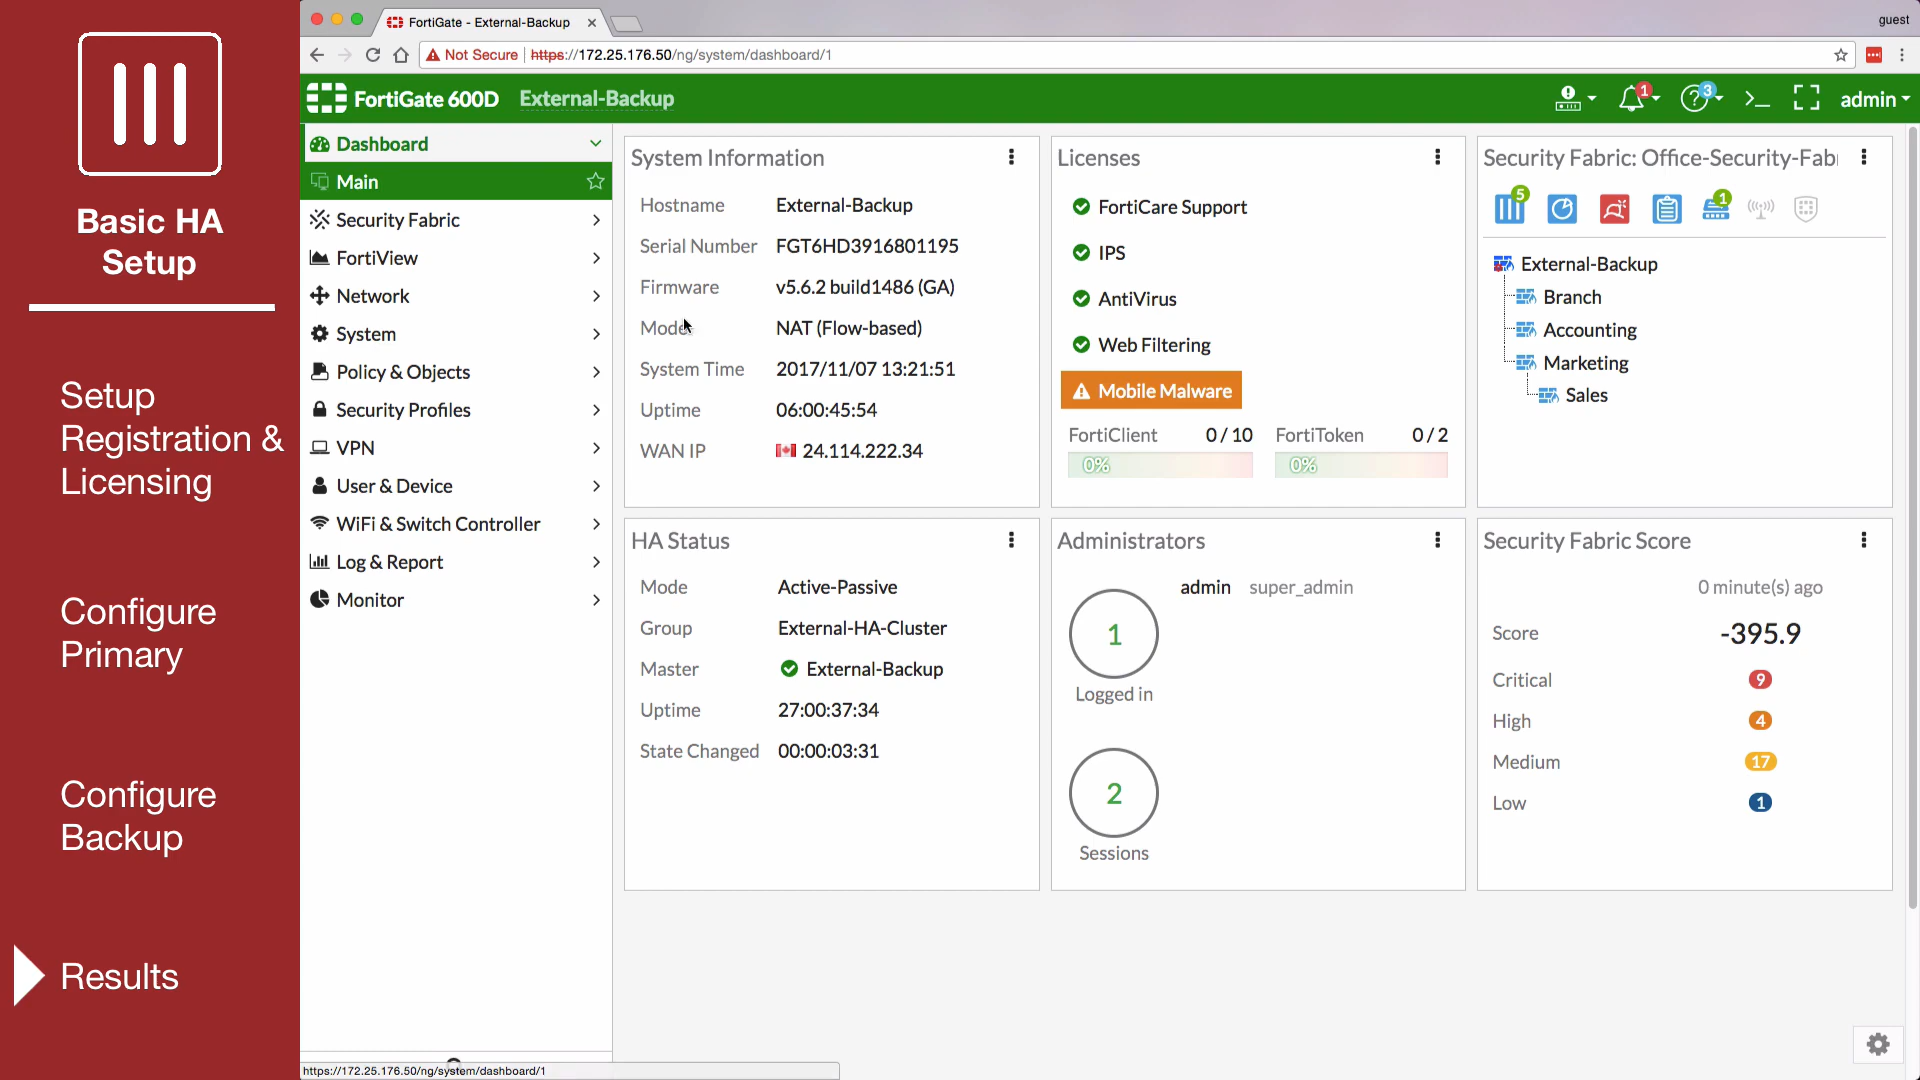 Basic HA
Setup
Setup
Registration &
Licensing
Configure
Primary
Configure
Backup
Results
FortiGate - External-Backup
guest
Not Secure
https://172.25.176.50/ng/system/dashboard/1
FortiGate 600D
External-Backup
1
3
admin
Dashboard
Main
Security Fabric
FortiView
Network
System
Policy & Objects
Security Profiles
VPN
User & Device
WiFi & Switch Controller
Log & Report
Monitor
System Information
Hostname External-Backup
Serial Number FGT6HD3916801195
Firmware v5.6.2 build1486 (GA)
Mode NAT (Flow-based)
System Time 2017/11/07 13:21:51
Uptime 06:00:45:54
WAN IP 24.114.222.34
Licenses
FortiCare Support
IPS
AntiVirus
Web Filtering
Mobile Malware
FortiClient 0 / 10 FortiToken 0 / 2
0% 0%
Security Fabric: Office-Security-Fab
5
1
External-Backup
Branch
Accounting
Marketing
Sales
HA Status
Mode Active-Passive
Group External-HA-Cluster
Master External-Backup
Uptime 27:00:37:34
State Changed 00:00:03:31
Administrators
admin super_admin
1
Logged in
2
Sessions
Security Fabric Score
0 minute(s) ago
Score -395.9
Critical 9
High 4
Medium 17
Low 1
https://172.25.176.50/ng/system/dashboard/1